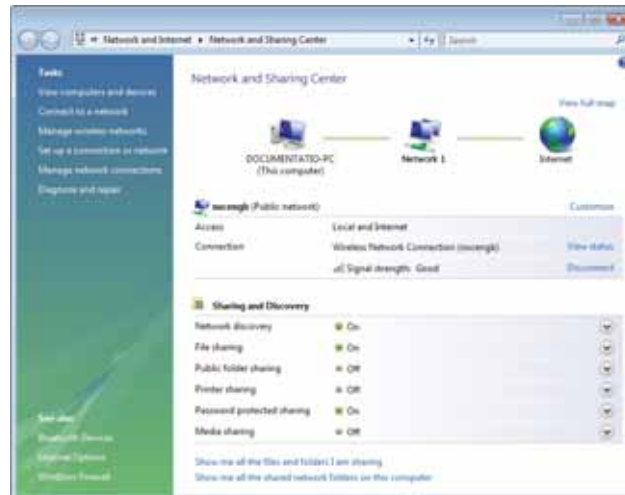 Network and Internet Network and Sharing Center Search
Tasks
View computers and devices
Connect to a network
Manage wireless networks
Set up a connection or network
Manage network connections
Diagnose and repair
See also
Bluetooth Devices
Internet Options
Windows Firewall
Network and Sharing Center
View full map
DOCUMENTATIO-PC
(This computer)
Network 1
Internet
(Public network) Customize
Access Local and Internet
Connection Wireless Network Connection View status
Signal strength: Good Disconnect
Sharing and Discovery
Network discovery On
File sharing On
Public folder sharing Off
Printer sharing Off
Password protected sharing On
Media sharing Off
Show me all the files and folders I am sharing
Show me all the shared network folders on this computer